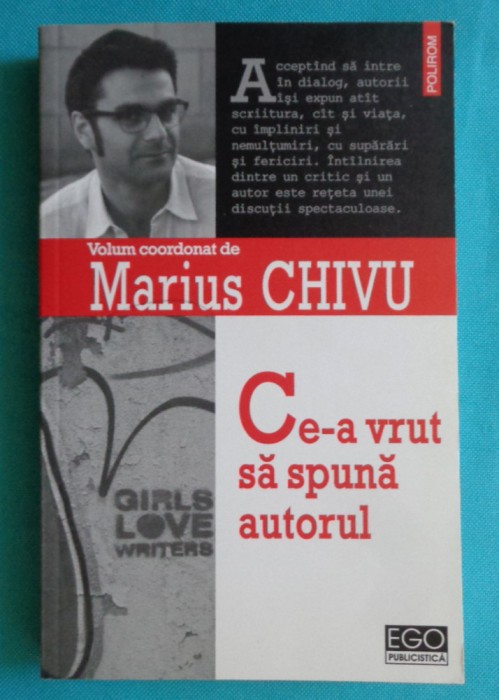 POLIROM
Acceptînd să intre
în dialog, autorii
își expun atît
scriitura, cît și viața,
cu împliniri și
nemulțumiri, cu supărări
și fericiri. Întîlnirea
dintre un critic și un
autor este rețeta unei
discuții spectaculoase.
Volum coordonat de
Marius CHIVU
Ce-a vrut
să spună
autorul
GIRLS
LOVE
WRITERS
EGO
PUBLICISTICĂ